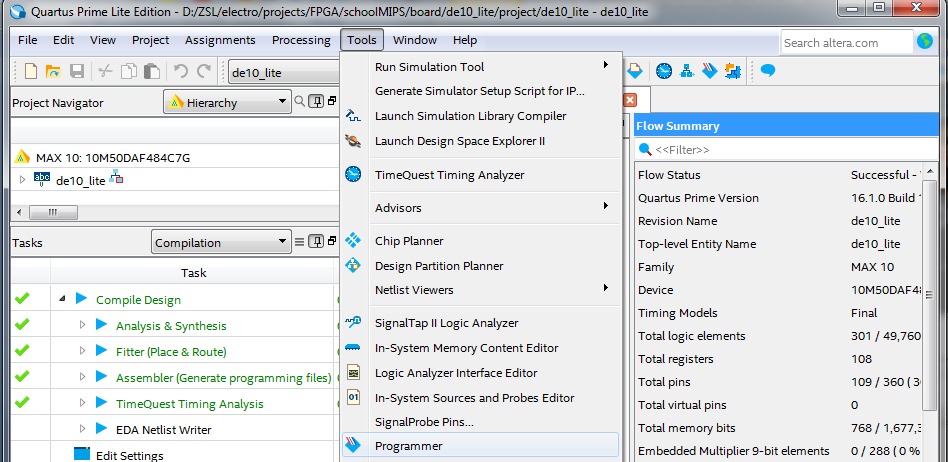 Quartus Prime Lite Edition - D:/ZSL/electro/projects/FPGA/schoolMIPS/board/de10_lite/project/de10_lite - de10_lite
File Edit View Project Assignments Processing Tools Window Help
Search altera.com
de10_lite
Project Navigator Hierarchy
MAX 10: 10M50DAF484C7G
abc de10_lite
Tasks Compilation
Task
Compile Design
Analysis & Synthesis
Fitter (Place & Route)
Assembler (Generate programming files)
TimeQuest Timing Analysis
EDA Netlist Writer
Edit Settings
Run Simulation Tool
Generate Simulator Setup Script for IP...
Launch Simulation Library Compiler
Launch Design Space Explorer II
TimeQuest Timing Analyzer
Advisors
Chip Planner
Design Partition Planner
Netlist Viewers
SignalTap II Logic Analyzer
In-System Memory Content Editor
Logic Analyzer Interface Editor
01 In-System Sources and Probes Editor
SignalProbe Pins...
Programmer
Flow Summary
<<Filter>>
Flow Status Successful -
Quartus Prime Version 16.1.0 Build
Revision Name de10_lite
Top-level Entity Name de10_lite
Family MAX 10
Device 10M50DAF48
Timing Models Final
Total logic elements 301 / 49,760
Total registers 108
Total pins 109 / 360 ( 3
Total virtual pins 0
Total memory bits 768 / 1,677,3
Embedded Multiplier 9-bit elements 0 / 288 ( 0 %